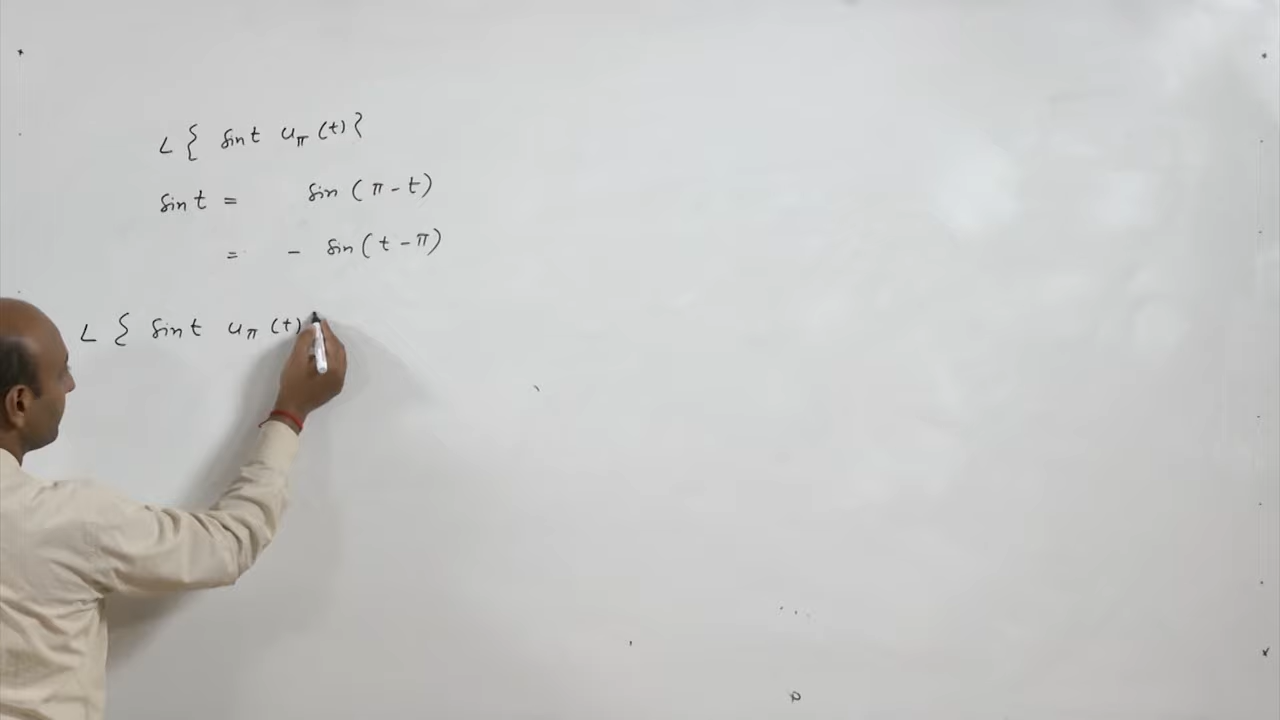 L { sin t u_π (t) }
sin t = sin ( π - t )
= - sin ( t - π )
L { sin t u_π (t)